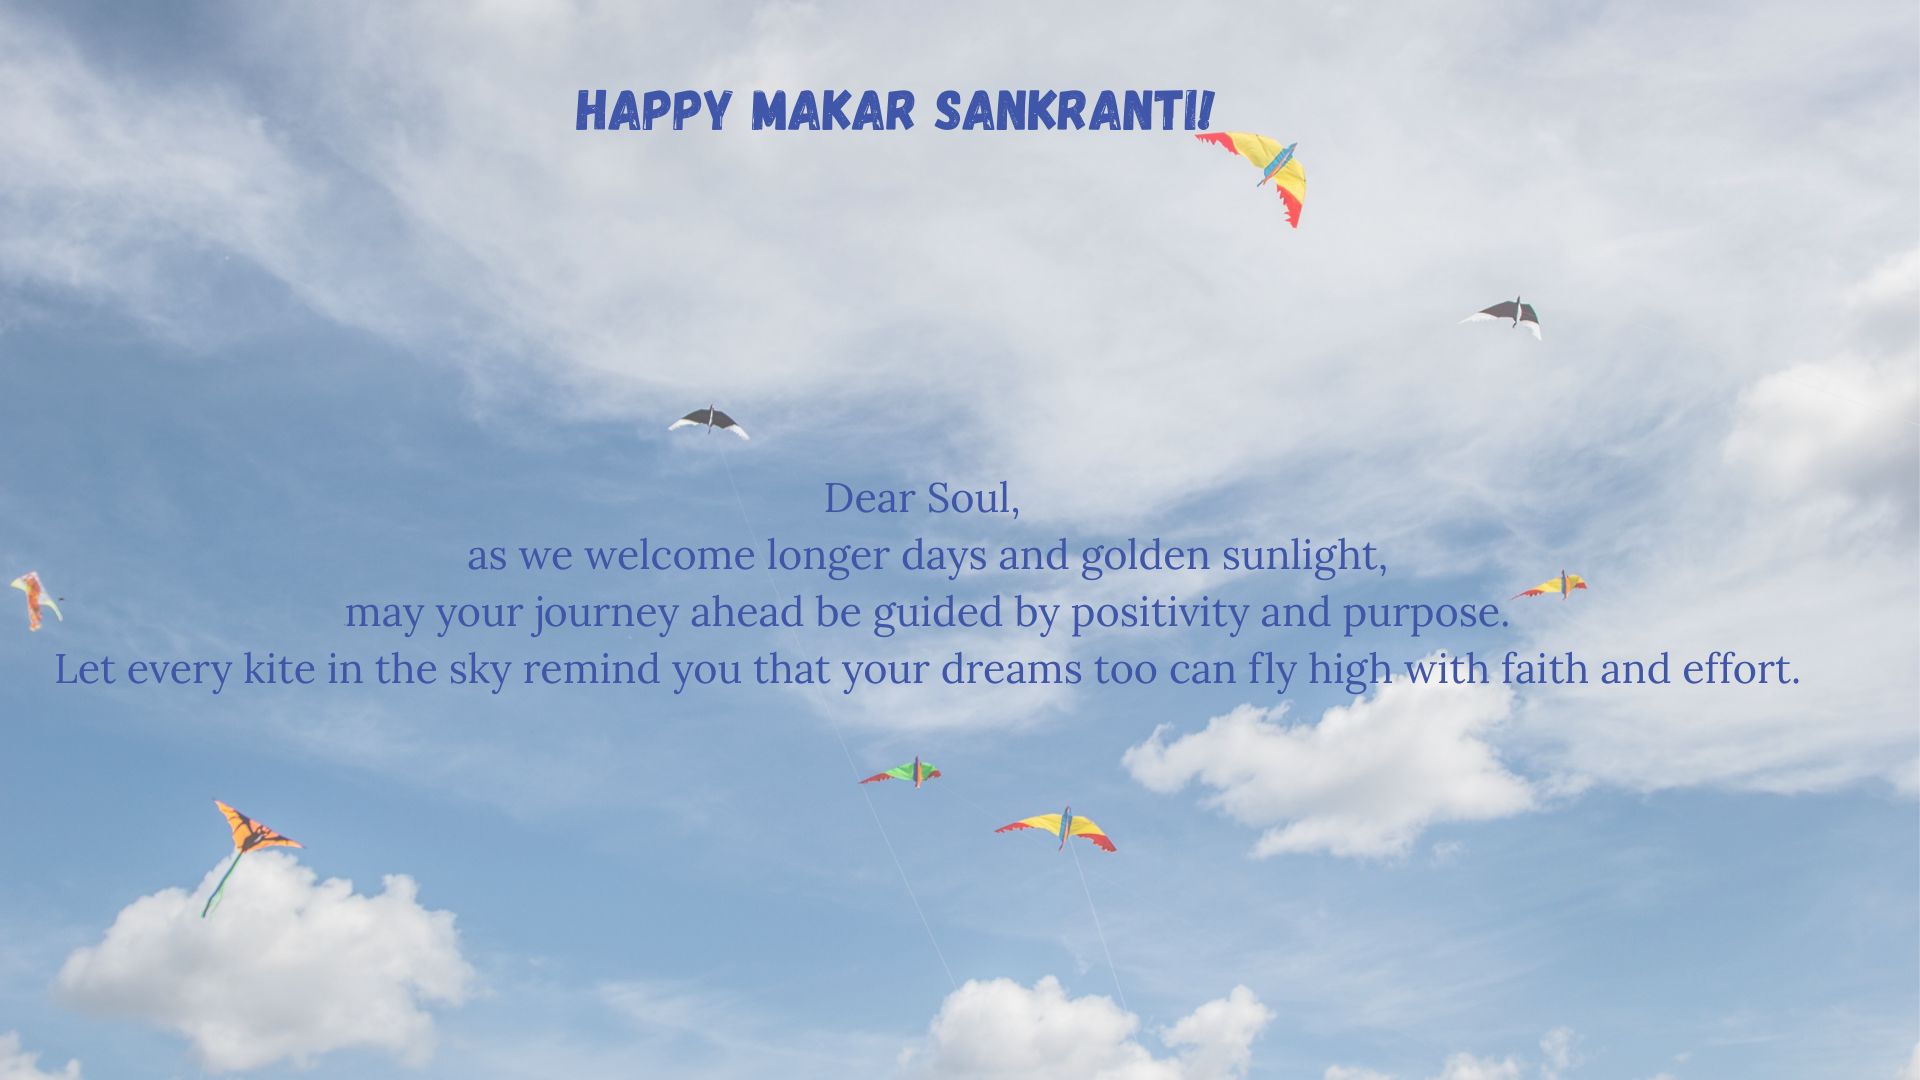 HAPPY MAKAR SANKRANTI!
Dear Soul,
as we welcome longer days and golden sunlight,
may your journey ahead be guided by positivity and purpose.
Let every kite in the sky remind you that your dreams too can fly high with faith and effort.